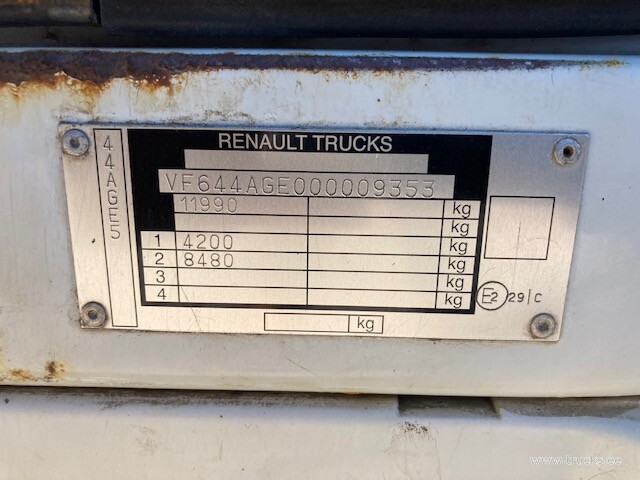 RENAULT TRUCKS
44AGE5
VF644AGE000009353
11990 kg
kg
1 4200 kg
2 8480 kg
3 kg
4 kg
E2 29|C
kg
www.trucks.ee